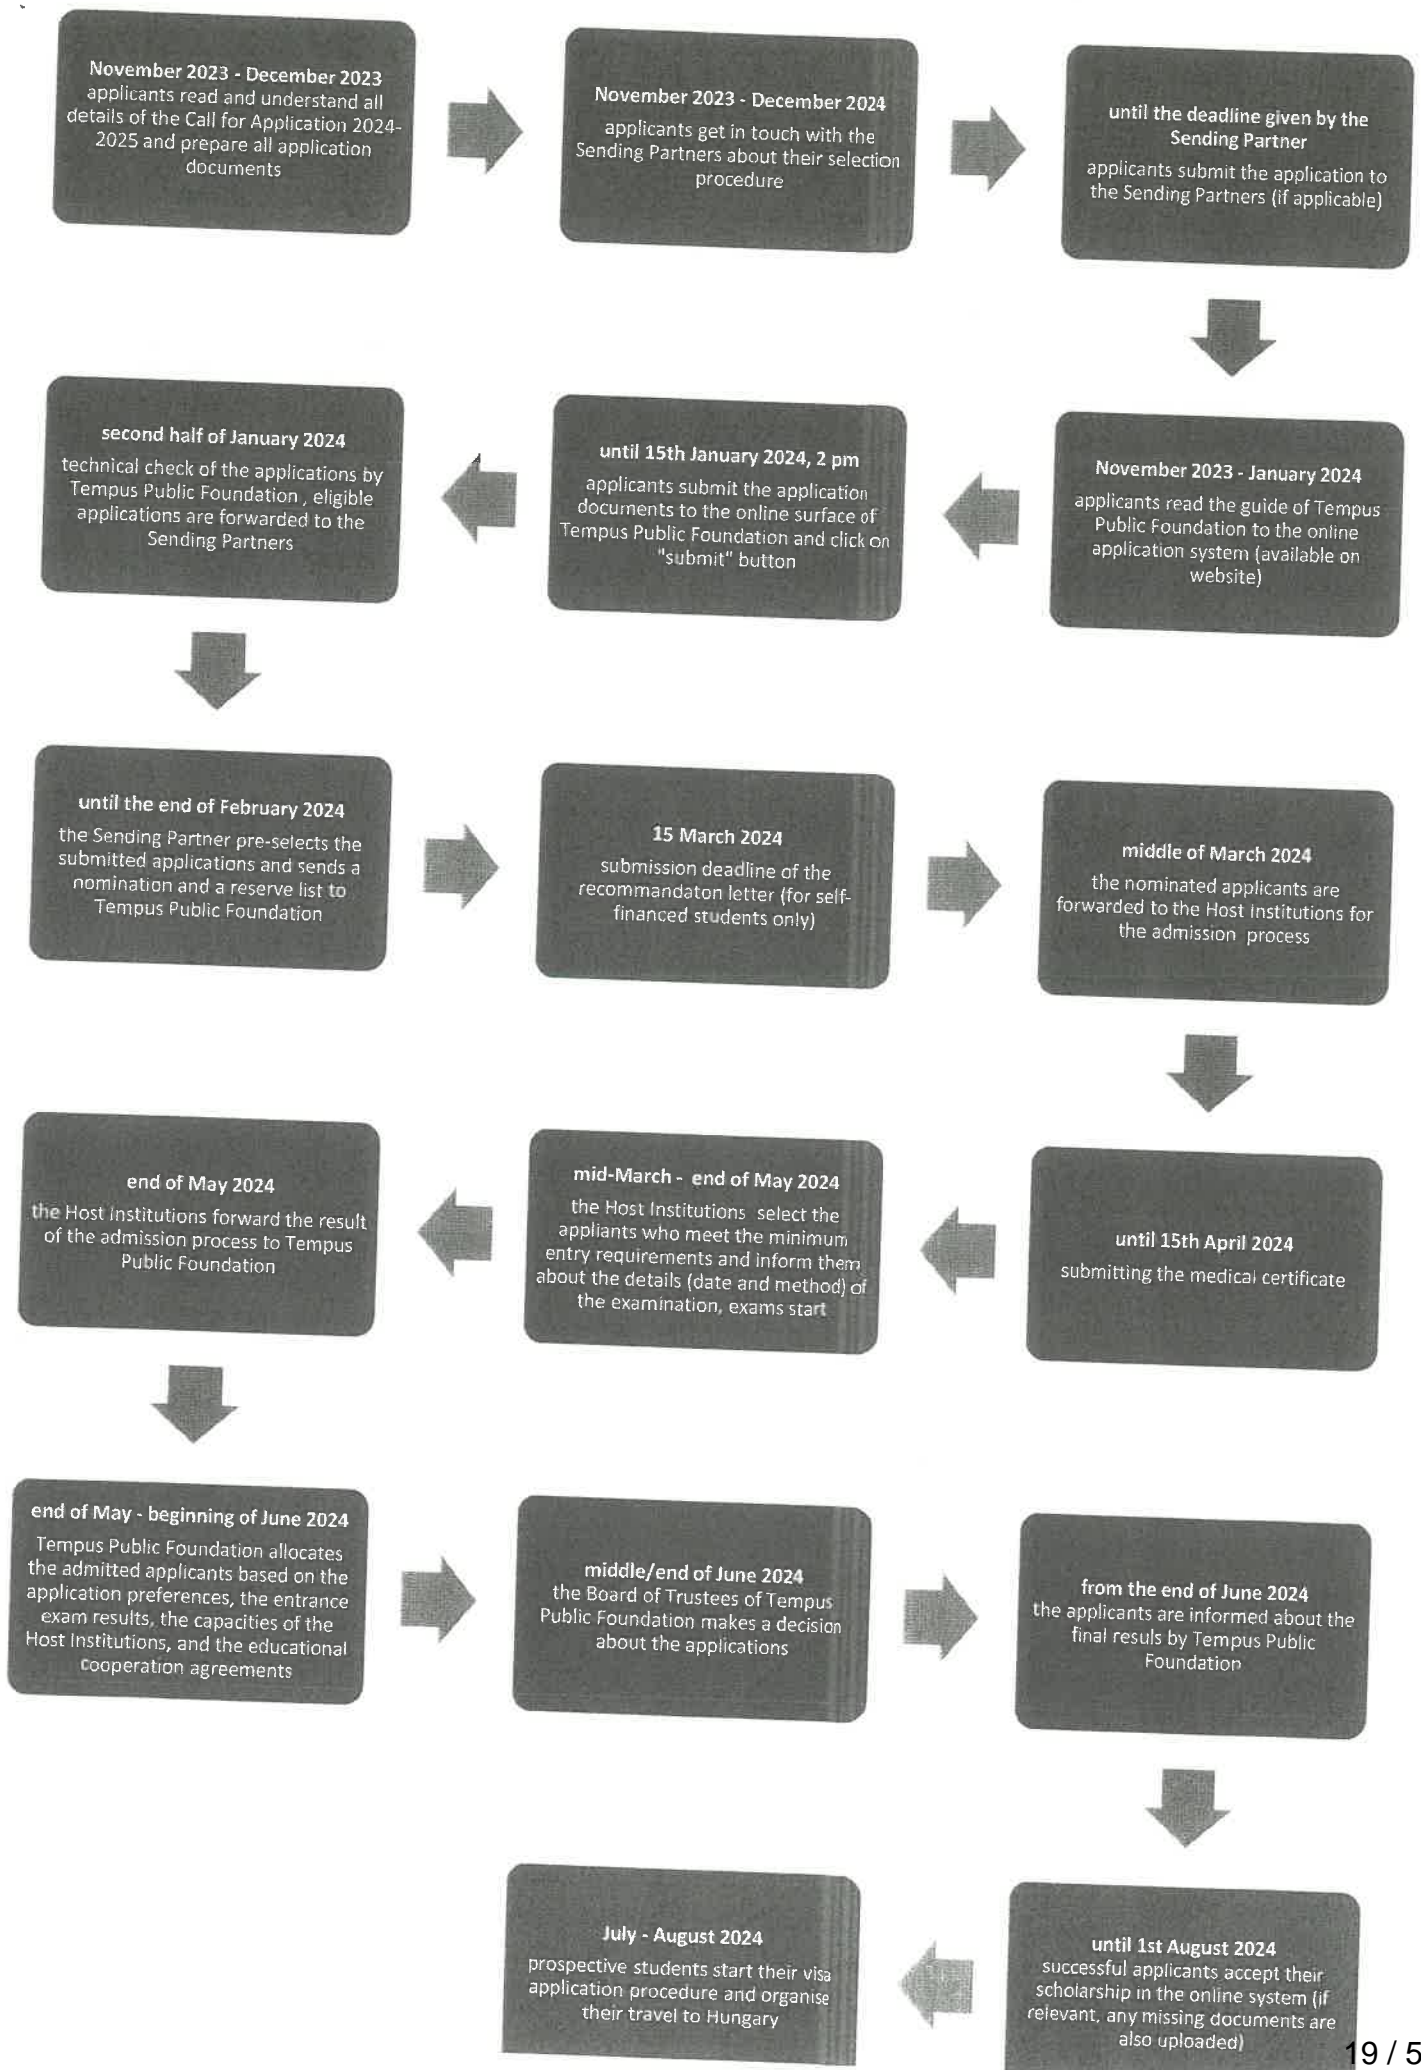 November 2023 - December 2023
applicants read and understand all
details of the Call for Application 2024-
2025 and prepare all application
documents
November 2023 - December 2024
applicants get in touch with the
Sending Partners about their selection
procedure
until the deadline given by the
Sending Partner
applicants submit the application to
the Sending Partners (if applicable)
November 2023 - January 2024
applicants read the guide of Tempus
Public Foundation to the online
application system (available on
website)
until 15th January 2024, 2 pm
applicants submit the application
documents to the online surface of
Tempus Public Foundation and click on
"submit" button
second half of January 2024
technical check of the applications by
Tempus Public Foundation , eligible
applications are forwarded to the
Sending Partners
until the end of February 2024
the Sending Partner pre-selects the
submitted applications and sends a
nomination and a reserve list to
Tempus Public Foundation
15 March 2024
submission deadline of the
recommandaton letter (for self-
financed students only)
middle of March 2024
the nominated applicants are
forwarded to the Host Institutions for
the admission process
until 15th April 2024
submitting the medical certificate
mid-March - end of May 2024
the Host Institutions select the
appliants who meet the minimum
entry requirements and inform them
about the details (date and method) of
the examination, exams start
end of May 2024
the Host Institutions forward the result
of the admission process to Tempus
Public Foundation
end of May - beginning of June 2024
Tempus Public Foundation allocates
the admitted applicants based on the
application preferences, the entrance
exam results, the capacities of the
Host Institutions, and the educational
cooperation agreements
middle/end of June 2024
the Board of Trustees of Tempus
Public Foundation makes a decision
about the applications
from the end of June 2024
the applicants are informed about the
final resuls by Tempus Public
Foundation
until 1st August 2024
successful applicants accept their
scholarship in the online system (if
relevant, any missing documents are
also uploaded)
July - August 2024
prospective students start their visa
application procedure and organise
their travel to Hungary
19 / 5